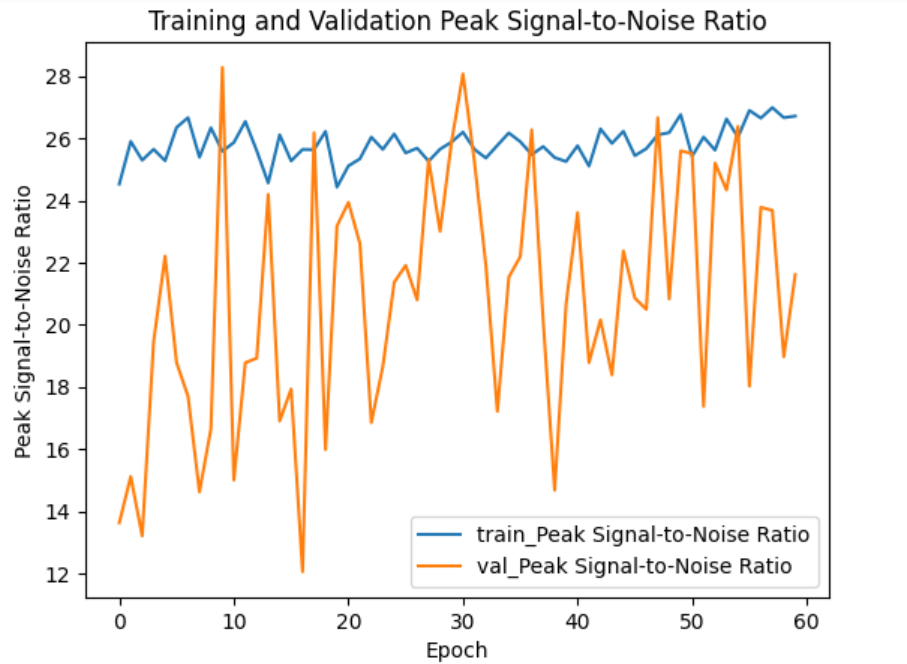 Training and Validation Peak Signal-to-Noise Ratio
Peak Signal-to-Noise Ratio
28
26
24
22
20
18
16
14
12
train_Peak Signal-to-Noise Ratio
val_Peak Signal-to-Noise Ratio
0 10 20 30 40 50 60
Epoch